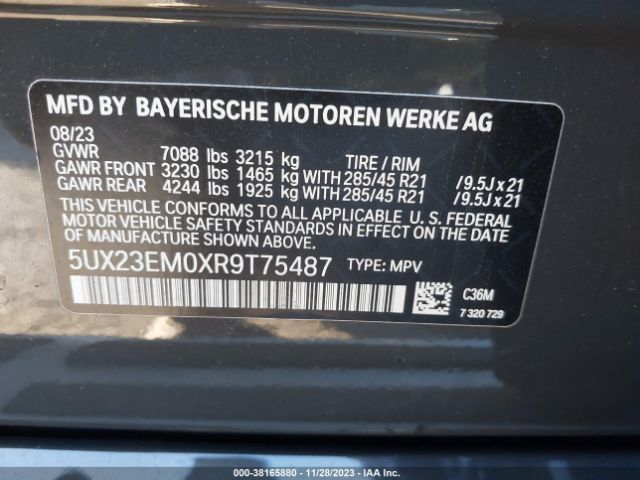 MFD BY BAYERISCHE MOTOREN WERKE AG
08/23
GVWR 7088 lbs 3215 kg TIRE / RIM
GAWR FRONT 3230 lbs 1465 kg WITH 285/45 R21 /9.5J x 21
GAWR REAR 4244 lbs 1925 kg WITH 285/45 R21 /9.5J x 21
THIS VEHICLE CONFORMS TO ALL APPLICABLE U. S. FEDERAL
MOTOR VEHICLE SAFETY STANDARDS IN EFFECT ON THE DATE OF
MANUFACTURE SHOWN ABOVE.
5UX23EM0XR9T75487 TYPE: MPV
C36M
7 320 729
© - 38165880 - 11/28/2023 - IAA Inc.